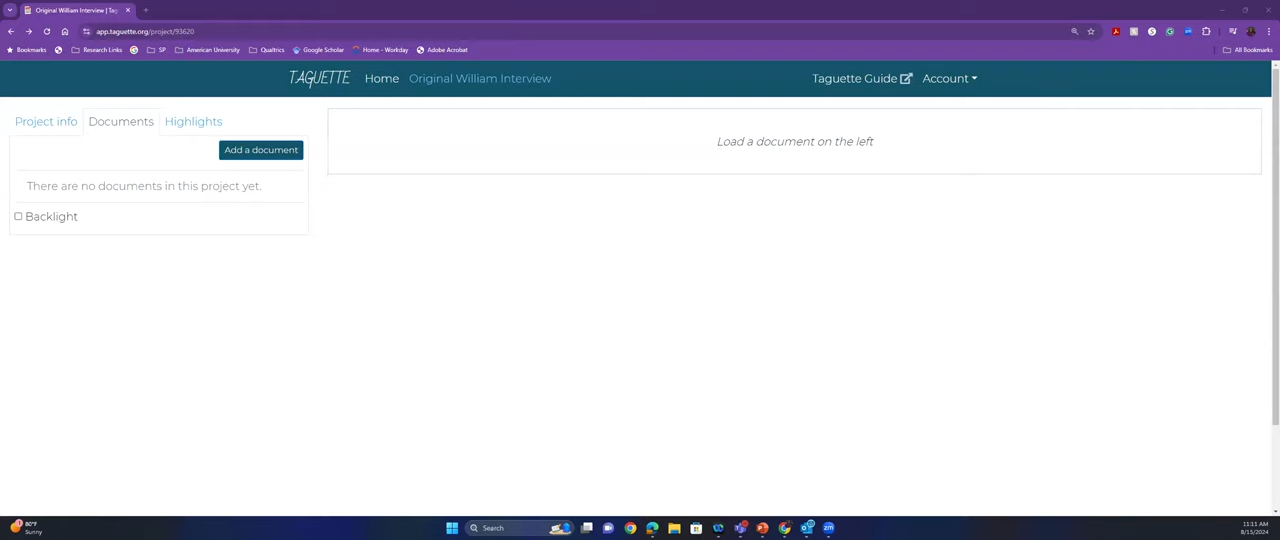 Original William Interview | Tag
app.taguette.org/project/93620
Bookmarks
Research Links
SP
American University
Qualtrics
Google Scholar
Home - Workday
Adobe Acrobat
All Bookmarks
TAGUETTE
Home
Original William Interview
Taguette Guide
Account
Project info
Documents
Highlights
Add a document
Load a document on the left
There are no documents in this project yet.
Backlight
80°F
Sunny
Search
11:11 AM
8/15/2024